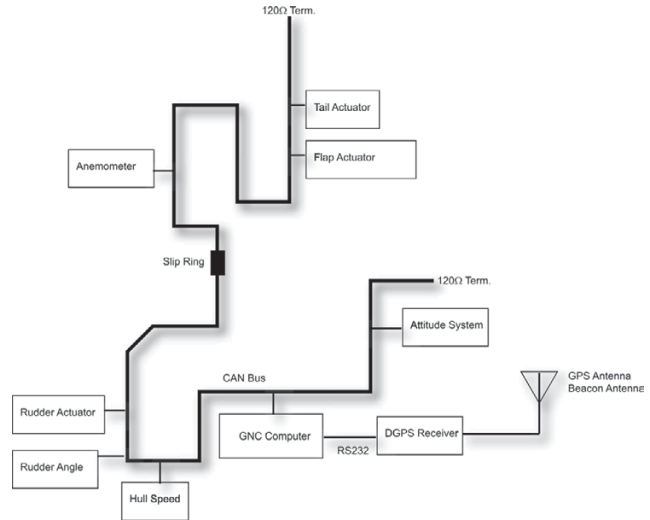 120Ω Term.
Tail Actuator
Flap Actuator
Anemometer
Slip Ring
120Ω Term.
Attitude System
CAN Bus
GPS Antenna
Beacon Antenna
Rudder Actuator
GNC Computer
RS232
DGPS Receiver
Rudder Angle
Hull Speed